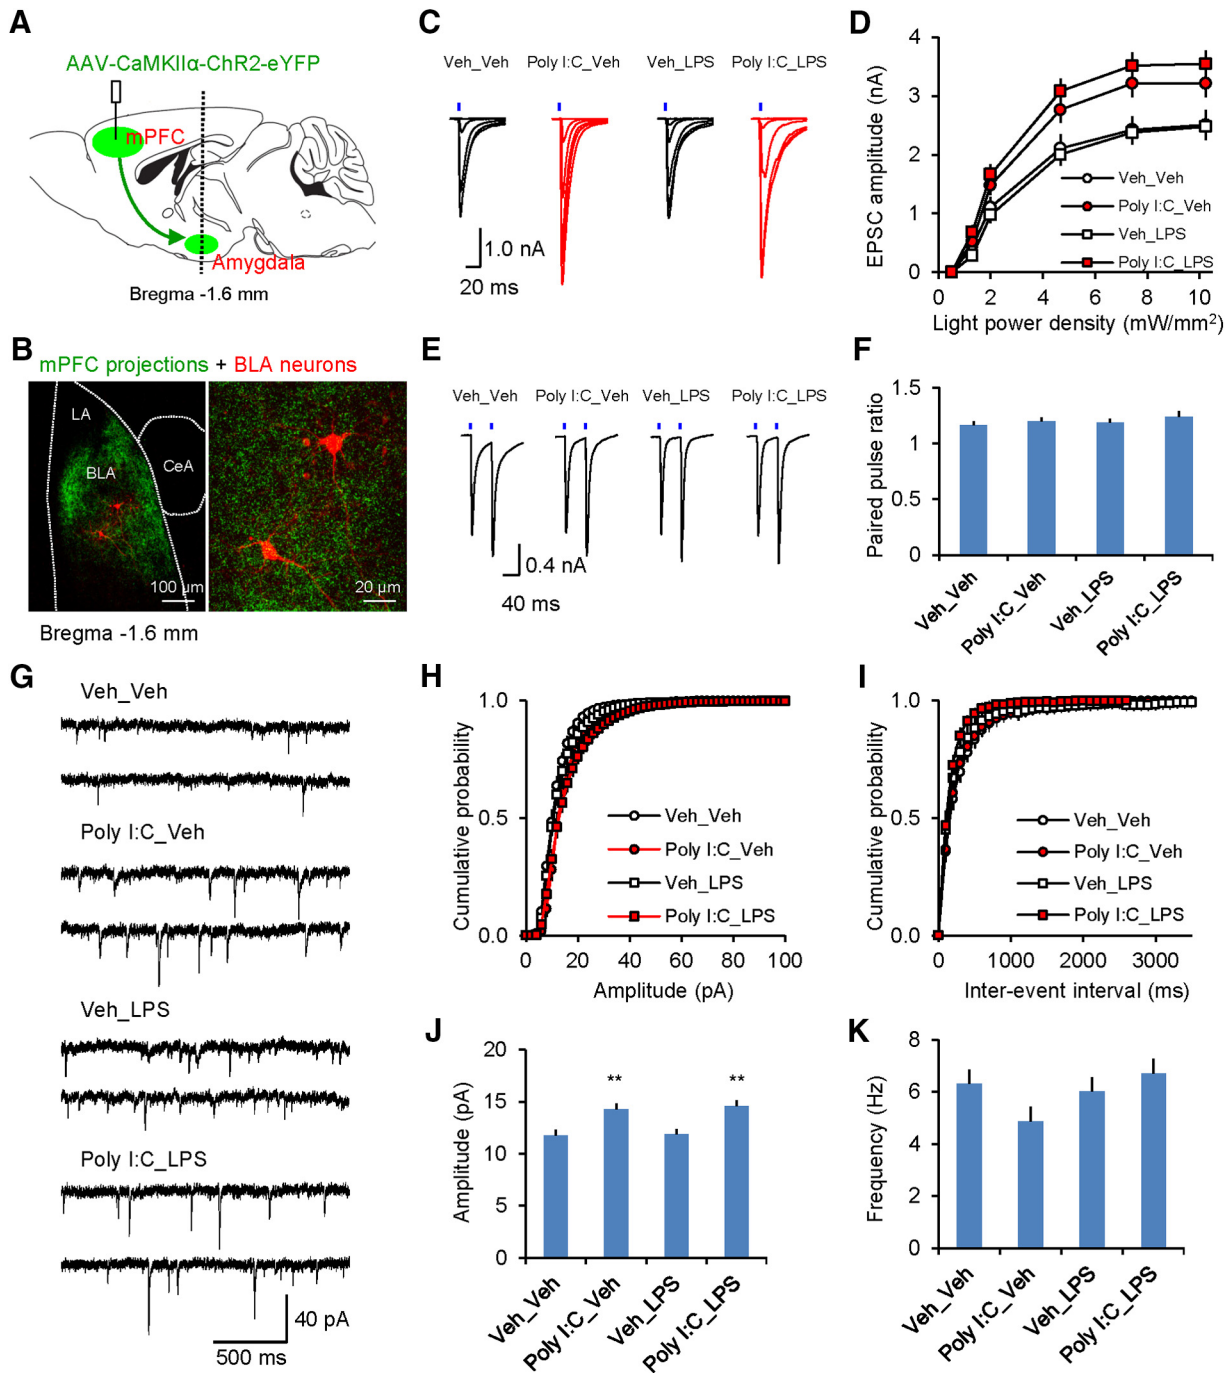 A
AAV-CaMKIIα-ChR2-eYFP
mPFC
Amygdala
Bregma -1.6 mm
B
mPFC projections + BLA neurons
LA
BLA
CeA
100 µm
20 µm
Bregma -1.6 mm
C
Veh_Veh Poly I:C_Veh Veh_LPS Poly I:C_LPS
1.0 nA
20 ms
D
EPSC amplitude (nA)
4
3
2
1
0
Veh_Veh
Poly I:C_Veh
Veh_LPS
Poly I:C_LPS
0 2 4 6 8 10
Light power density (mW/mm²)
E
Veh_Veh Poly I:C_Veh Veh_LPS Poly I:C_LPS
0.4 nA
40 ms
F
Paired pulse ratio
1.5
1
0.5
0
Veh_Veh
Poly I:C_Veh
Veh_LPS
Poly I:C_LPS
G
Veh_Veh
Poly I:C_Veh
Veh_LPS
Poly I:C_LPS
40 pA
500 ms
H
Cumulative probability
1.0
0.5
0.0
Veh_Veh
Poly I:C_Veh
Veh_LPS
Poly I:C_LPS
0 20 40 60 80 100
Amplitude (pA)
I
Cumulative probability
1.0
0.5
0.0
Veh_Veh
Poly I:C_Veh
Veh_LPS
Poly I:C_LPS
0 1000 2000 3000
Inter-event interval (ms)
J
Amplitude (pA)
20
15
10
5
0
** **
Veh_Veh
Poly I:C_Veh
Veh_LPS
Poly I:C_LPS
K
Frequency (Hz)
8
6
4
2
0
Veh_Veh
Poly I:C_Veh
Veh_LPS
Poly I:C_LPS